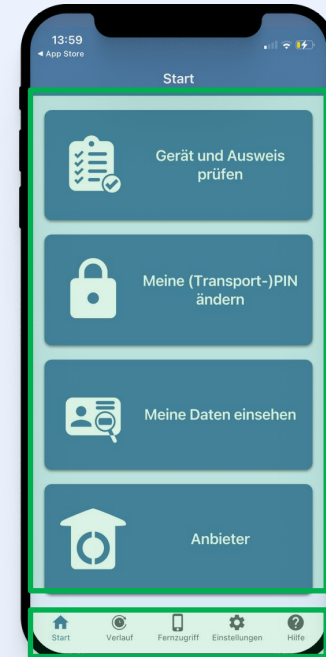 13:59
◀ App Store
Start
Gerät und Ausweis
prüfen
Meine (Transport-)PIN
ändern
Meine Daten einsehen
Anbieter
Start Verlauf Fernzugriff Einstellungen Hilfe